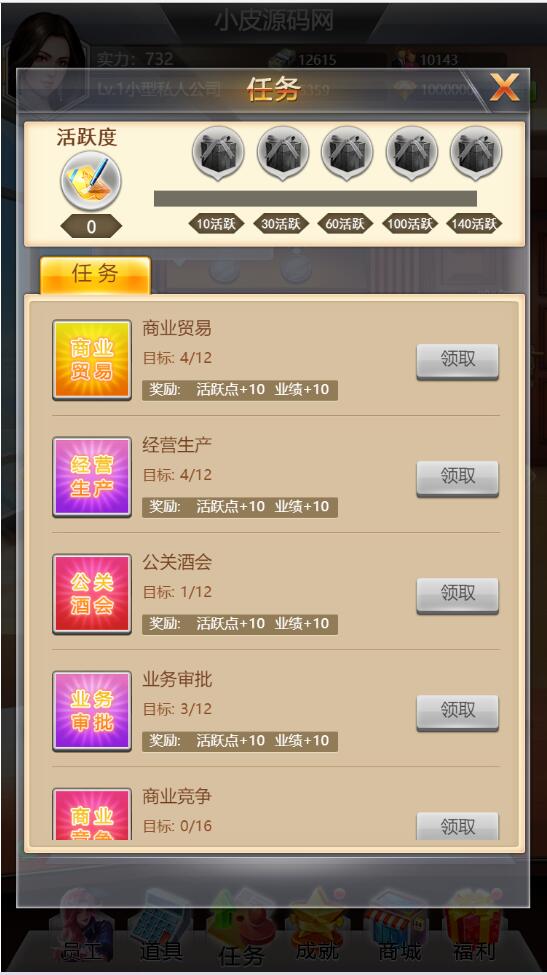 小皮源码网
实力: 732
12615
10143
Lv.1小型私人公司
任务
活跃度
0
10活跃 30活跃 60活跃 100活跃 140活跃
任务
商业
贸易
商业贸易
目标: 4/12
奖励: 活跃点+10 业绩+10
领取
经营
生产
经营生产
目标: 4/12
奖励: 活跃点+10 业绩+10
领取
公关
酒会
公关酒会
目标: 1/12
奖励: 活跃点+10 业绩+10
领取
业务
审批
业务审批
目标: 3/12
奖励: 活跃点+10 业绩+10
领取
商业
竞争
商业竞争
目标: 0/16
领取
员工 道具 任务 成就 商城 福利